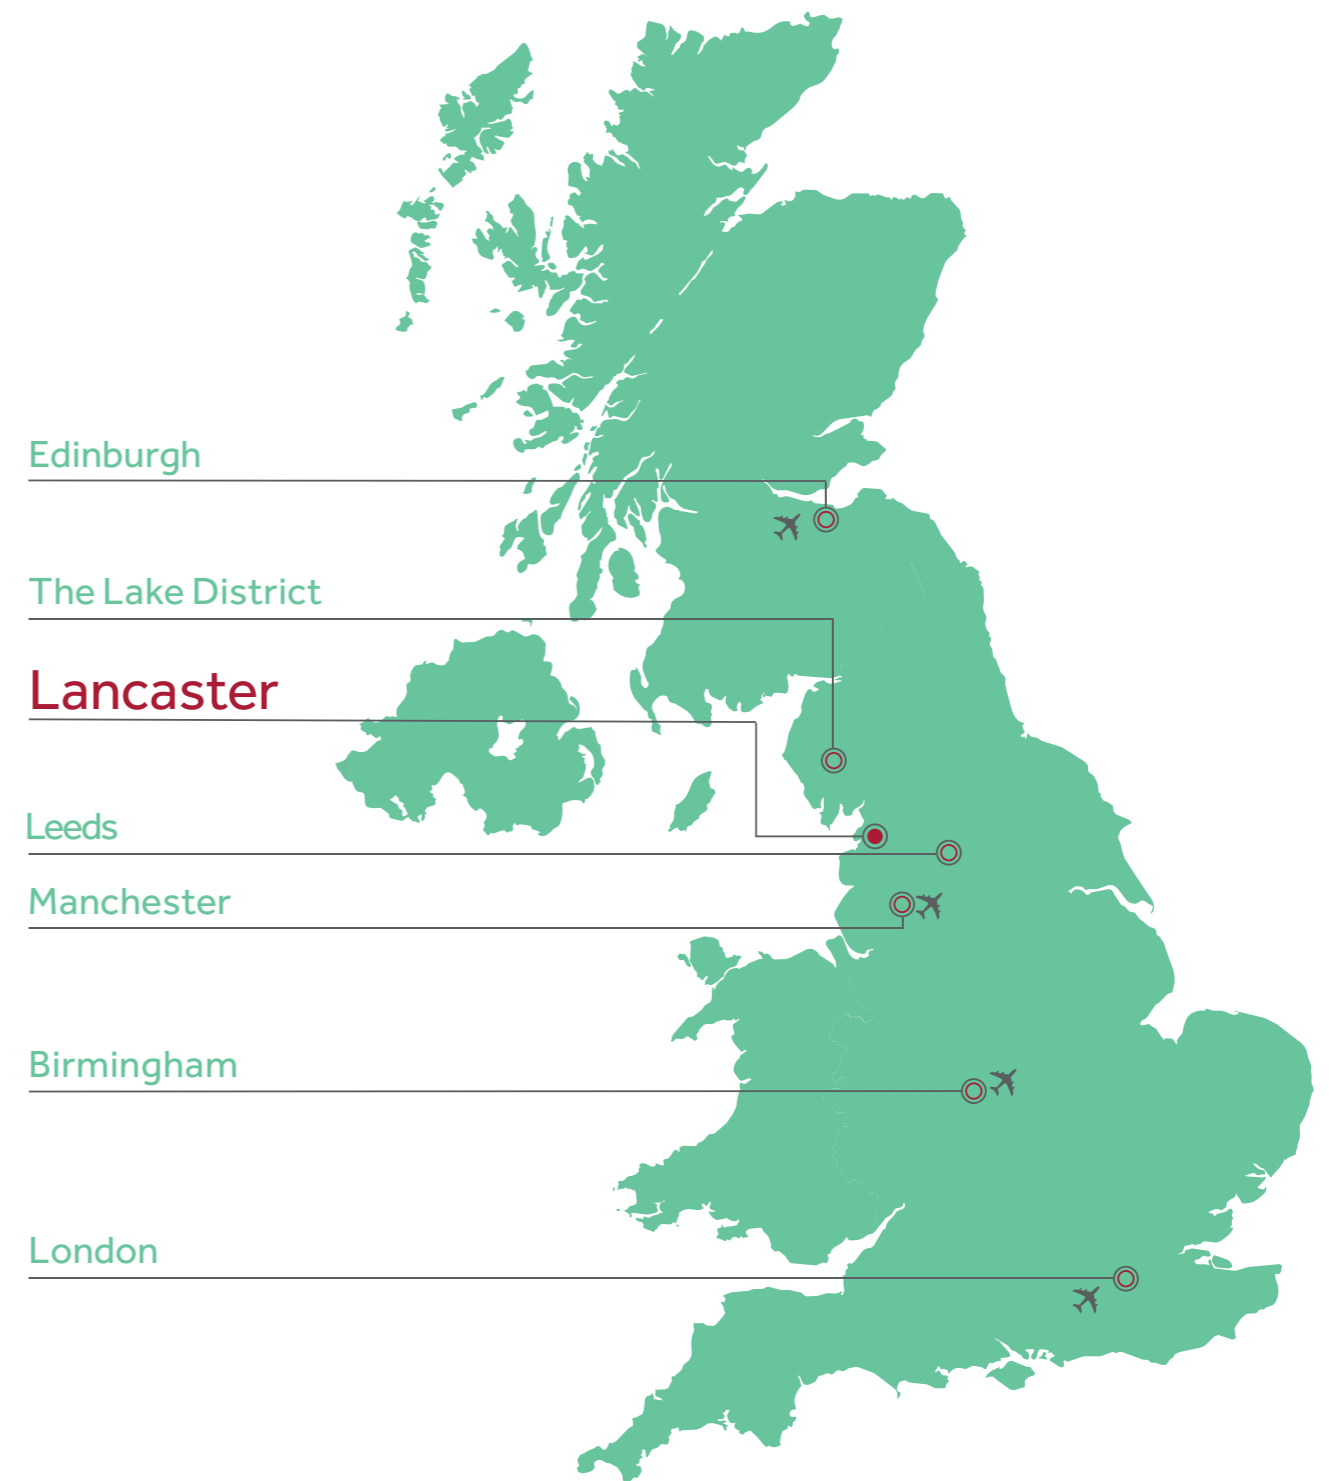 Edinburgh
The Lake District
Lancaster
Leeds
Manchester
Birmingham
London